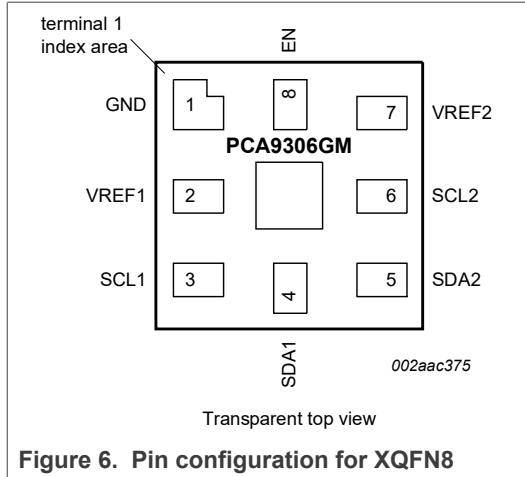 terminal 1
index area
EN
GND 1 8 7 VREF2
PCA9306GM
VREF1 2 6 SCL2
SCL1 3 4 5 SDA2
SDA1
002aac375
Transparent top view
Figure 6. Pin configuration for XQFN8